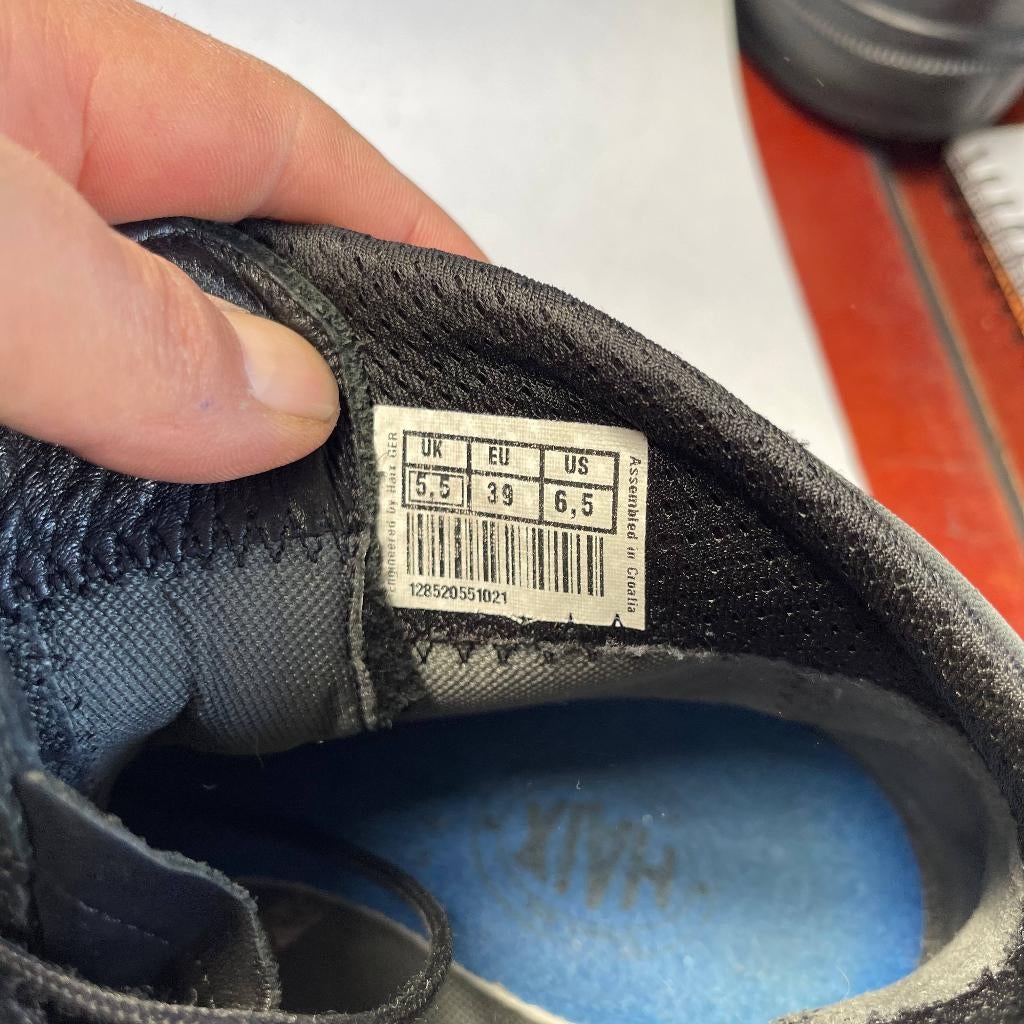 UK EU US
5,5 39 6,5
128520551021
Engineered by Haix GER
Assembled in Croatia
HAIX